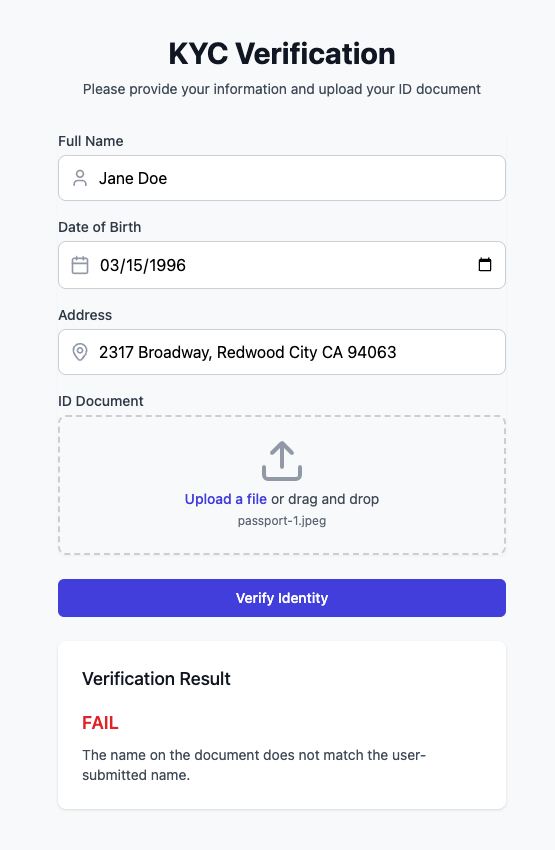 KYC Verification
Please provide your information and upload your ID document
Full Name
Jane Doe
Date of Birth
03/15/1996
Address
2317 Broadway, Redwood City CA 94063
ID Document
Upload a file or drag and drop
passport-1.jpeg
Verify Identity
Verification Result
FAIL
The name on the document does not match the user-
submitted name.